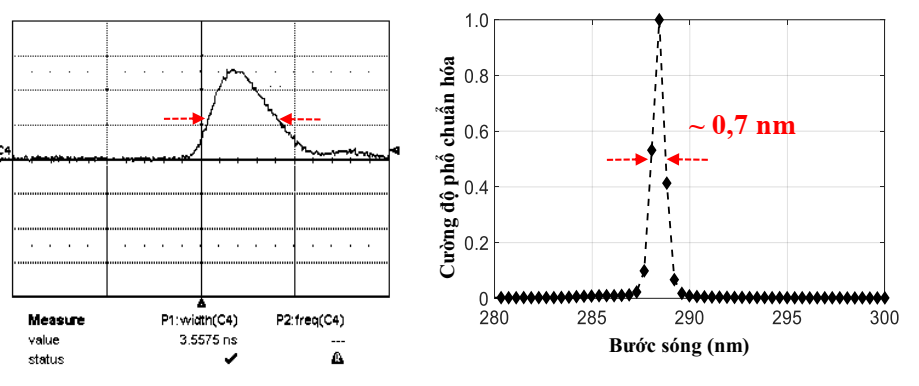 C4
Measure P1:width(C4) P2:freq(C4)
value 3.5575 ns ---
status
Cường độ phổ chuẩn hóa
1.0
0.8
0.6
0.4
0.2
0
~ 0,7 nm
280 285 290 295 300
Bước sóng (nm)